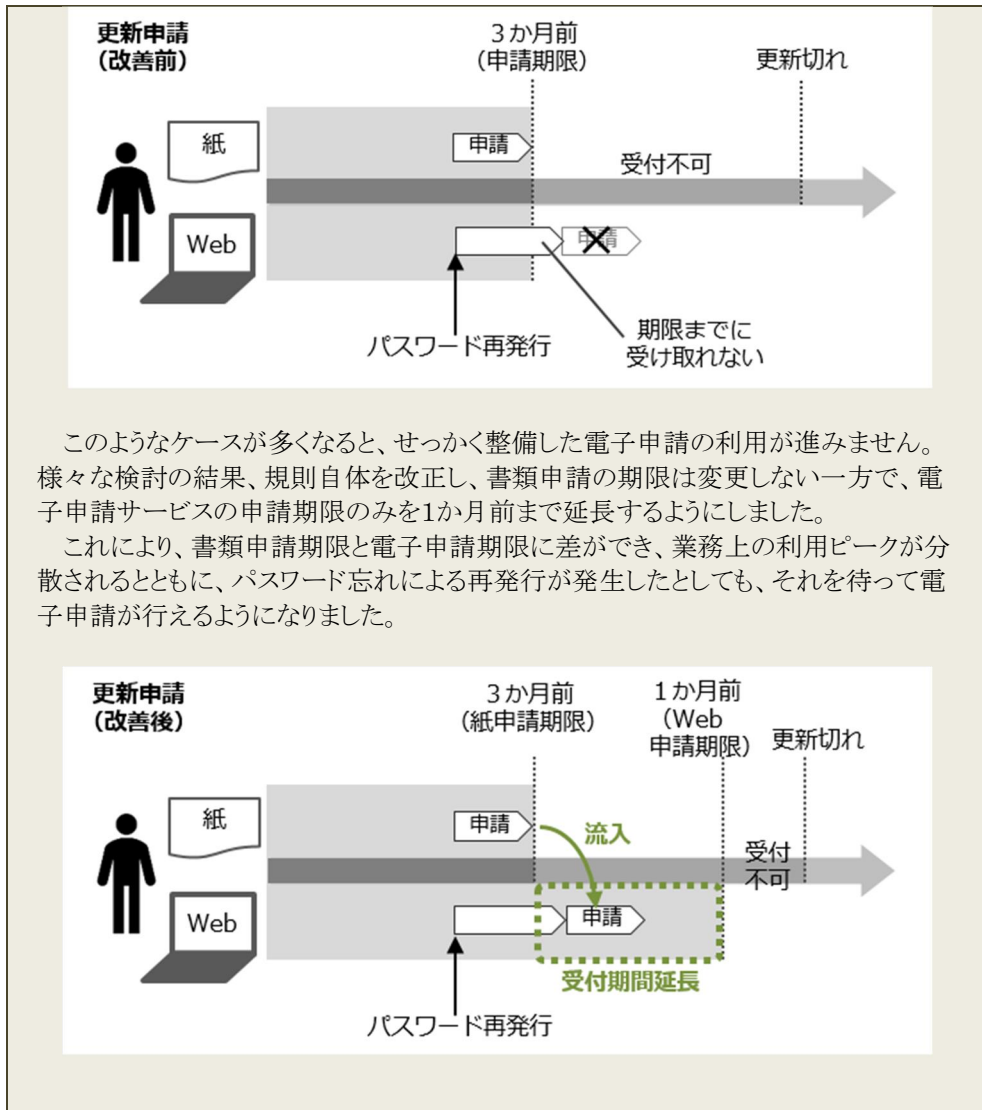 更新申請
(改善前)
3か月前
(申請期限)
更新切れ
紙
申請
受付不可
Web
申請
パスワード再発行
期限までに
受け取れない
このようなケースが多くなると、せっかく整備した電子申請の利用が進みません。
様々な検討の結果、規則自体を改正し、書類申請の期限は変更しない一方で、電
子申請サービスの申請期限のみを1か月前まで延長するようにしました。
これにより、書類申請期限と電子申請期限に差ができ、業務上の利用ピークが分
散されるとともに、パスワード忘れによる再発行が発生したとしても、それを待って電
子申請が行えるようになりました。
更新申請
(改善後)
3か月前
(紙申請期限)
1か月前
(Web
申請期限)
更新切れ
紙
申請
流入
受付
不可
Web
申請
受付期間延長
パスワード再発行